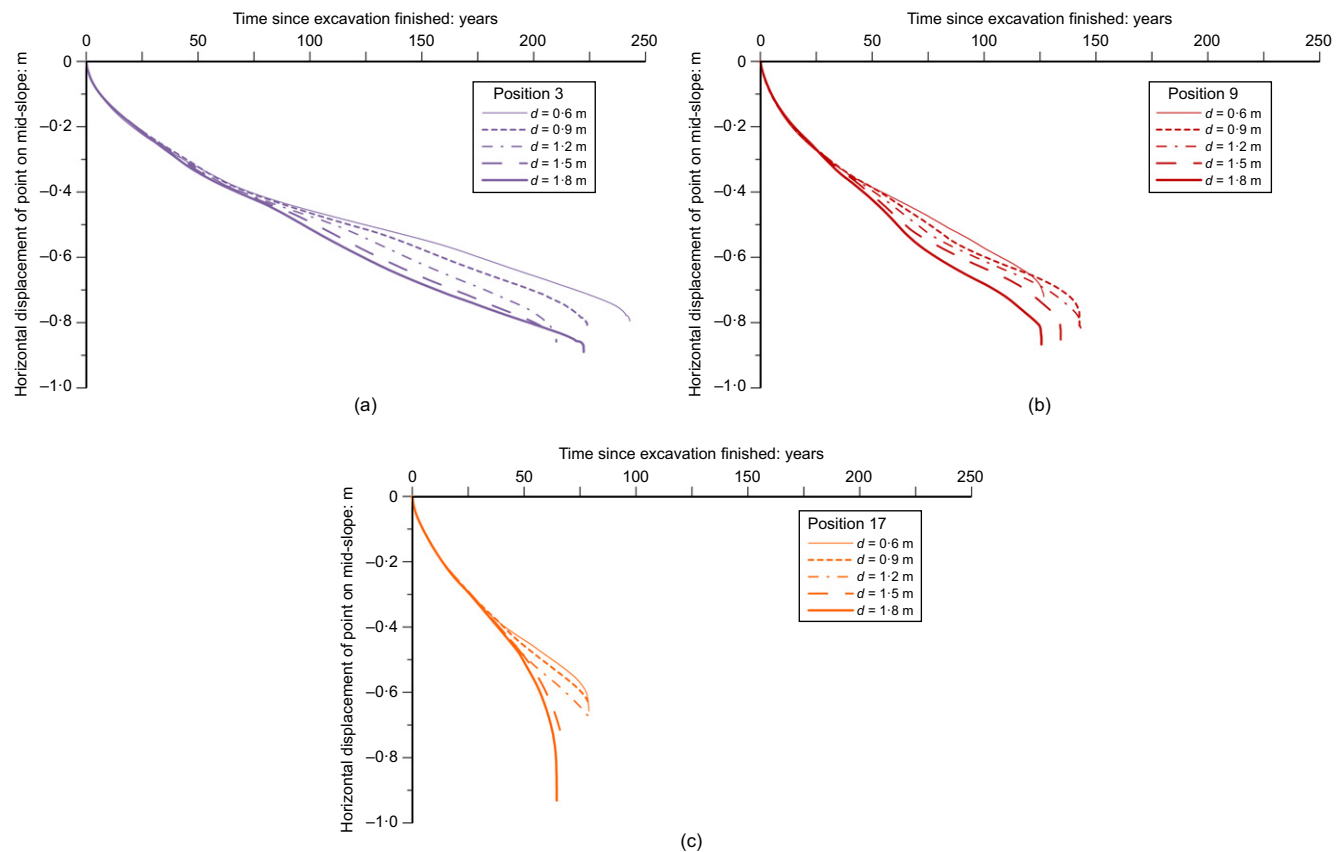 Time since excavation finished: years
0 50 100 150 200 250
Horizontal displacement of point on mid-slope: m
0
–0·2
–0·4
–0·6
–0·8
–1·0
Position 3
d = 0·6 m
d = 0·9 m
d = 1·2 m
d = 1·5 m
d = 1·8 m
(a)
Time since excavation finished: years
0 50 100 150 200 250
Horizontal displacement of point on mid-slope: m
0
–0·2
–0·4
–0·6
–0·8
–1·0
Position 9
d = 0·6 m
d = 0·9 m
d = 1·2 m
d = 1·5 m
d = 1·8 m
(b)
Time since excavation finished: years
0 50 100 150 200 250
Horizontal displacement of point on mid-slope: m
0
–0·2
–0·4
–0·6
–0·8
–1·0
Position 17
d = 0·6 m
d = 0·9 m
d = 1·2 m
d = 1·5 m
d = 1·8 m
(c)